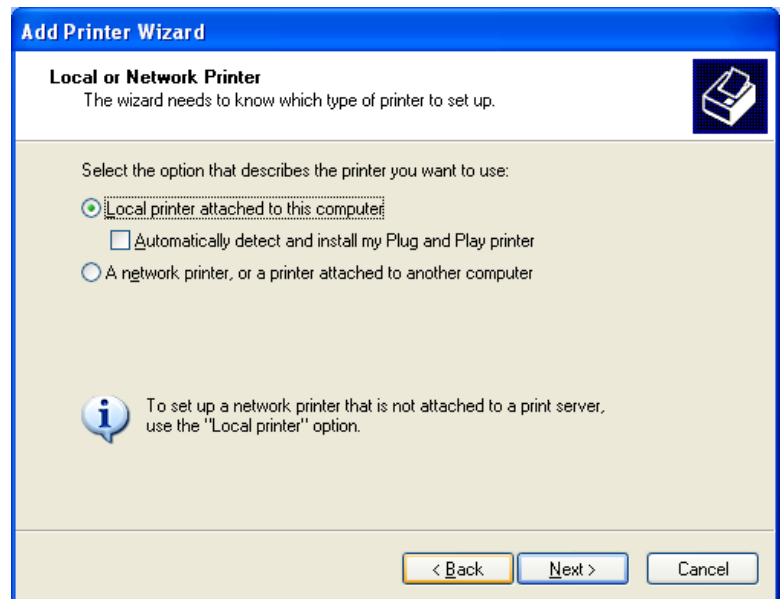 Add Printer Wizard
Local or Network Printer
The wizard needs to know which type of printer to set up.
Select the option that describes the printer you want to use:
Local printer attached to this computer
Automatically detect and install my Plug and Play printer
A network printer, or a printer attached to another computer
To set up a network printer that is not attached to a print server,
use the "Local printer" option.
< Back Next > Cancel